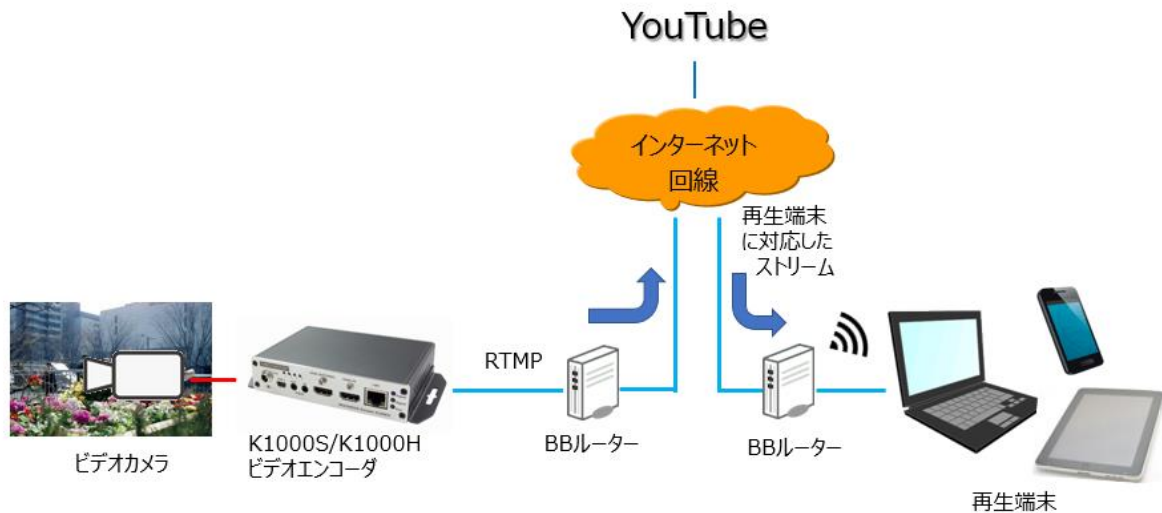 YouTube
インターネット
回線
再生端末
に対応した
ストリーム
RTMP
K1000S/K1000H
ビデオエンコーダ
ビデオカメラ
BBルーター
BBルーター
再生端末